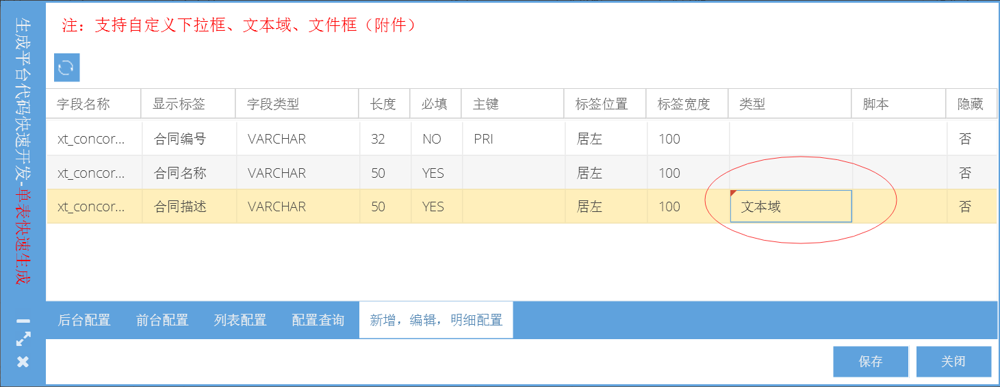 注：支持自定义下拉框、文本域、文件框（附件）
生成平台代码快速开发-单表快速生成
字段名称 显示标签 字段类型 长度 必填 主键 标签位置 标签宽度 类型 脚本 隐藏
xt_concor... 合同编号 VARCHAR 32 NO PRI 居左 100 否
xt_concor... 合同名称 VARCHAR 50 YES 居左 100 否
xt_concor... 合同描述 VARCHAR 50 YES 居左 100 文本域 否
后台配置 前台配置 列表配置 配置查询 新增，编辑，明细配置
保存 关闭